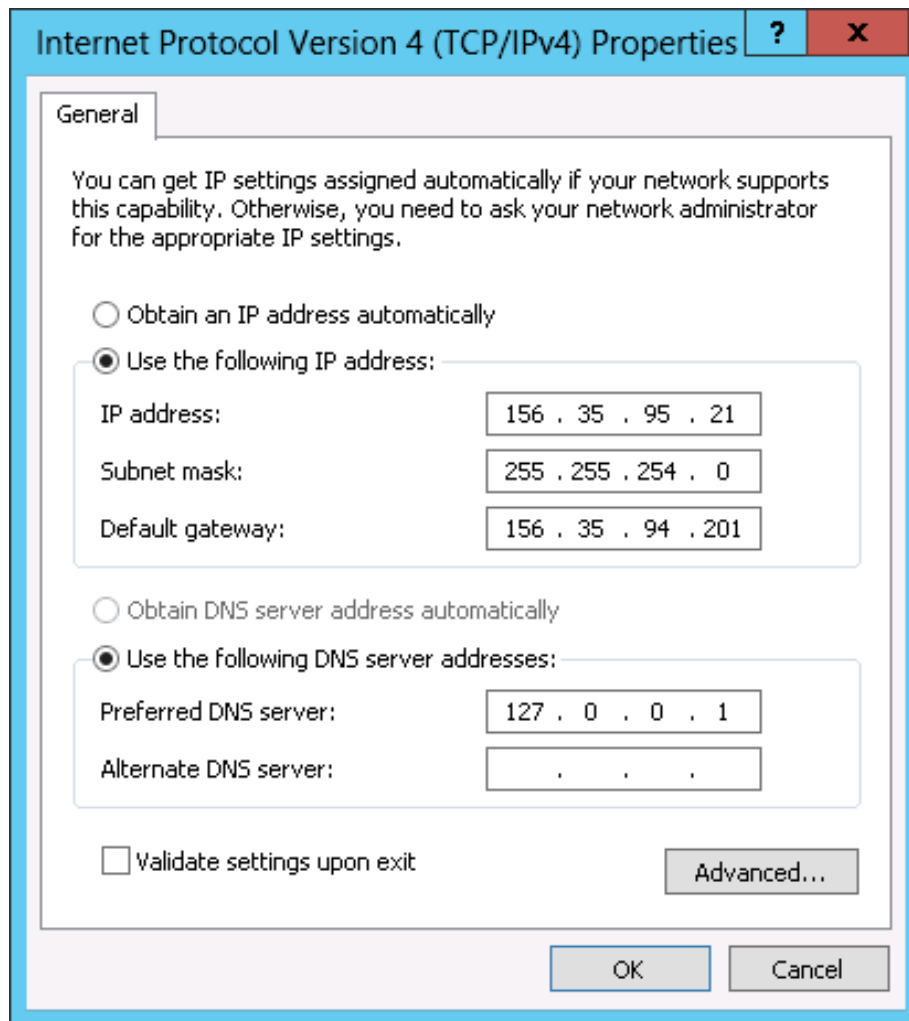 Internet Protocol Version 4 (TCP/IPv4) Properties ? x
General
You can get IP settings assigned automatically if your network supports
this capability. Otherwise, you need to ask your network administrator
for the appropriate IP settings.
Obtain an IP address automatically
Use the following IP address:
IP address: 156 . 35 . 95 . 21
Subnet mask: 255 . 255 . 254 . 0
Default gateway: 156 . 35 . 94 . 201
Obtain DNS server address automatically
Use the following DNS server addresses:
Preferred DNS server: 127 . 0 . 0 . 1
Alternate DNS server: . . .
Validate settings upon exit
Advanced...
OK Cancel